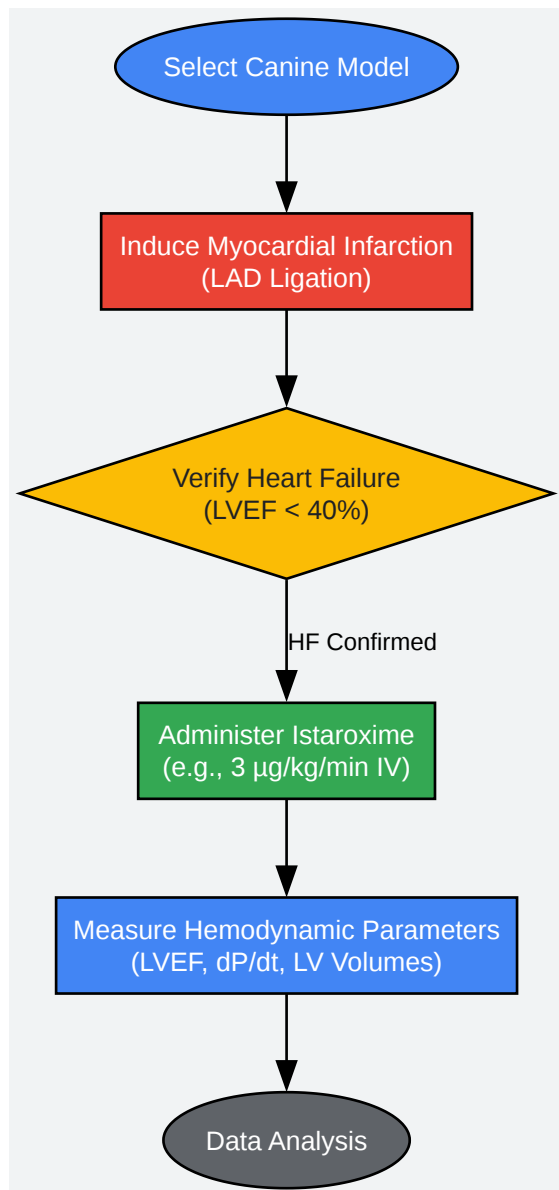 Select Canine Model
Induce Myocardial Infarction
(LAD Ligation)
Verify Heart Failure
(LVEF < 40%)
HF Confirmed
Administer Istaroxime
(e.g., 3 µg/kg/min IV)
Measure Hemodynamic Parameters
(LVEF, dP/dt, LV Volumes)
Data Analysis